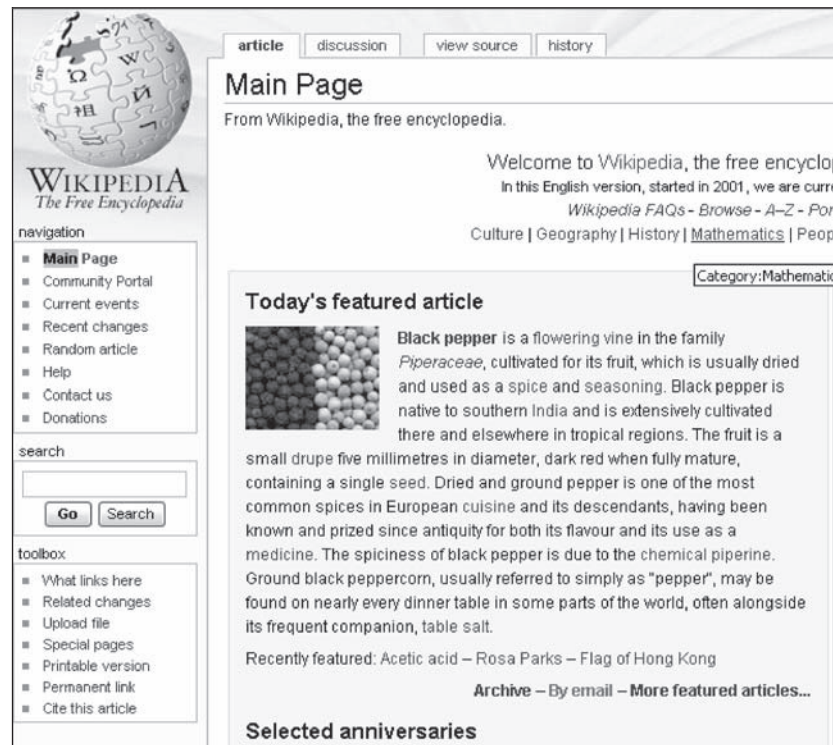 WIKIPEDIA
The Free Encyclopedia
navigation
Main Page
Community Portal
Current events
Recent changes
Random article
Help
Contact us
Donations
search
Go Search
toolbox
What links here
Related changes
Upload file
Special pages
Printable version
Permanent link
Cite this article
article discussion view source history
Main Page
From Wikipedia, the free encyclopedia.
Welcome to Wikipedia, the free encyclo
In this English version, started in 2001, we are curre
Wikipedia FAQs - Browse - A–Z - Por
Culture | Geography | History | Mathematics | Peop
Category:Mathematic
Today's featured article
Black pepper is a flowering vine in the family
Piperaceae, cultivated for its fruit, which is usually dried
and used as a spice and seasoning. Black pepper is
native to southern India and is extensively cultivated
there and elsewhere in tropical regions. The fruit is a
small drupe five millimetres in diameter, dark red when fully mature,
containing a single seed. Dried and ground pepper is one of the most
common spices in European cuisine and its descendants, having been
known and prized since antiquity for both its flavour and its use as a
medicine. The spiciness of black pepper is due to the chemical piperine.
Ground black peppercorn, usually referred to simply as "pepper", may be
found on nearly every dinner table in some parts of the world, often alongside
its frequent companion, table salt.
Recently featured: Acetic acid – Rosa Parks – Flag of Hong Kong
Archive – By email – More featured articles...
Selected anniversaries